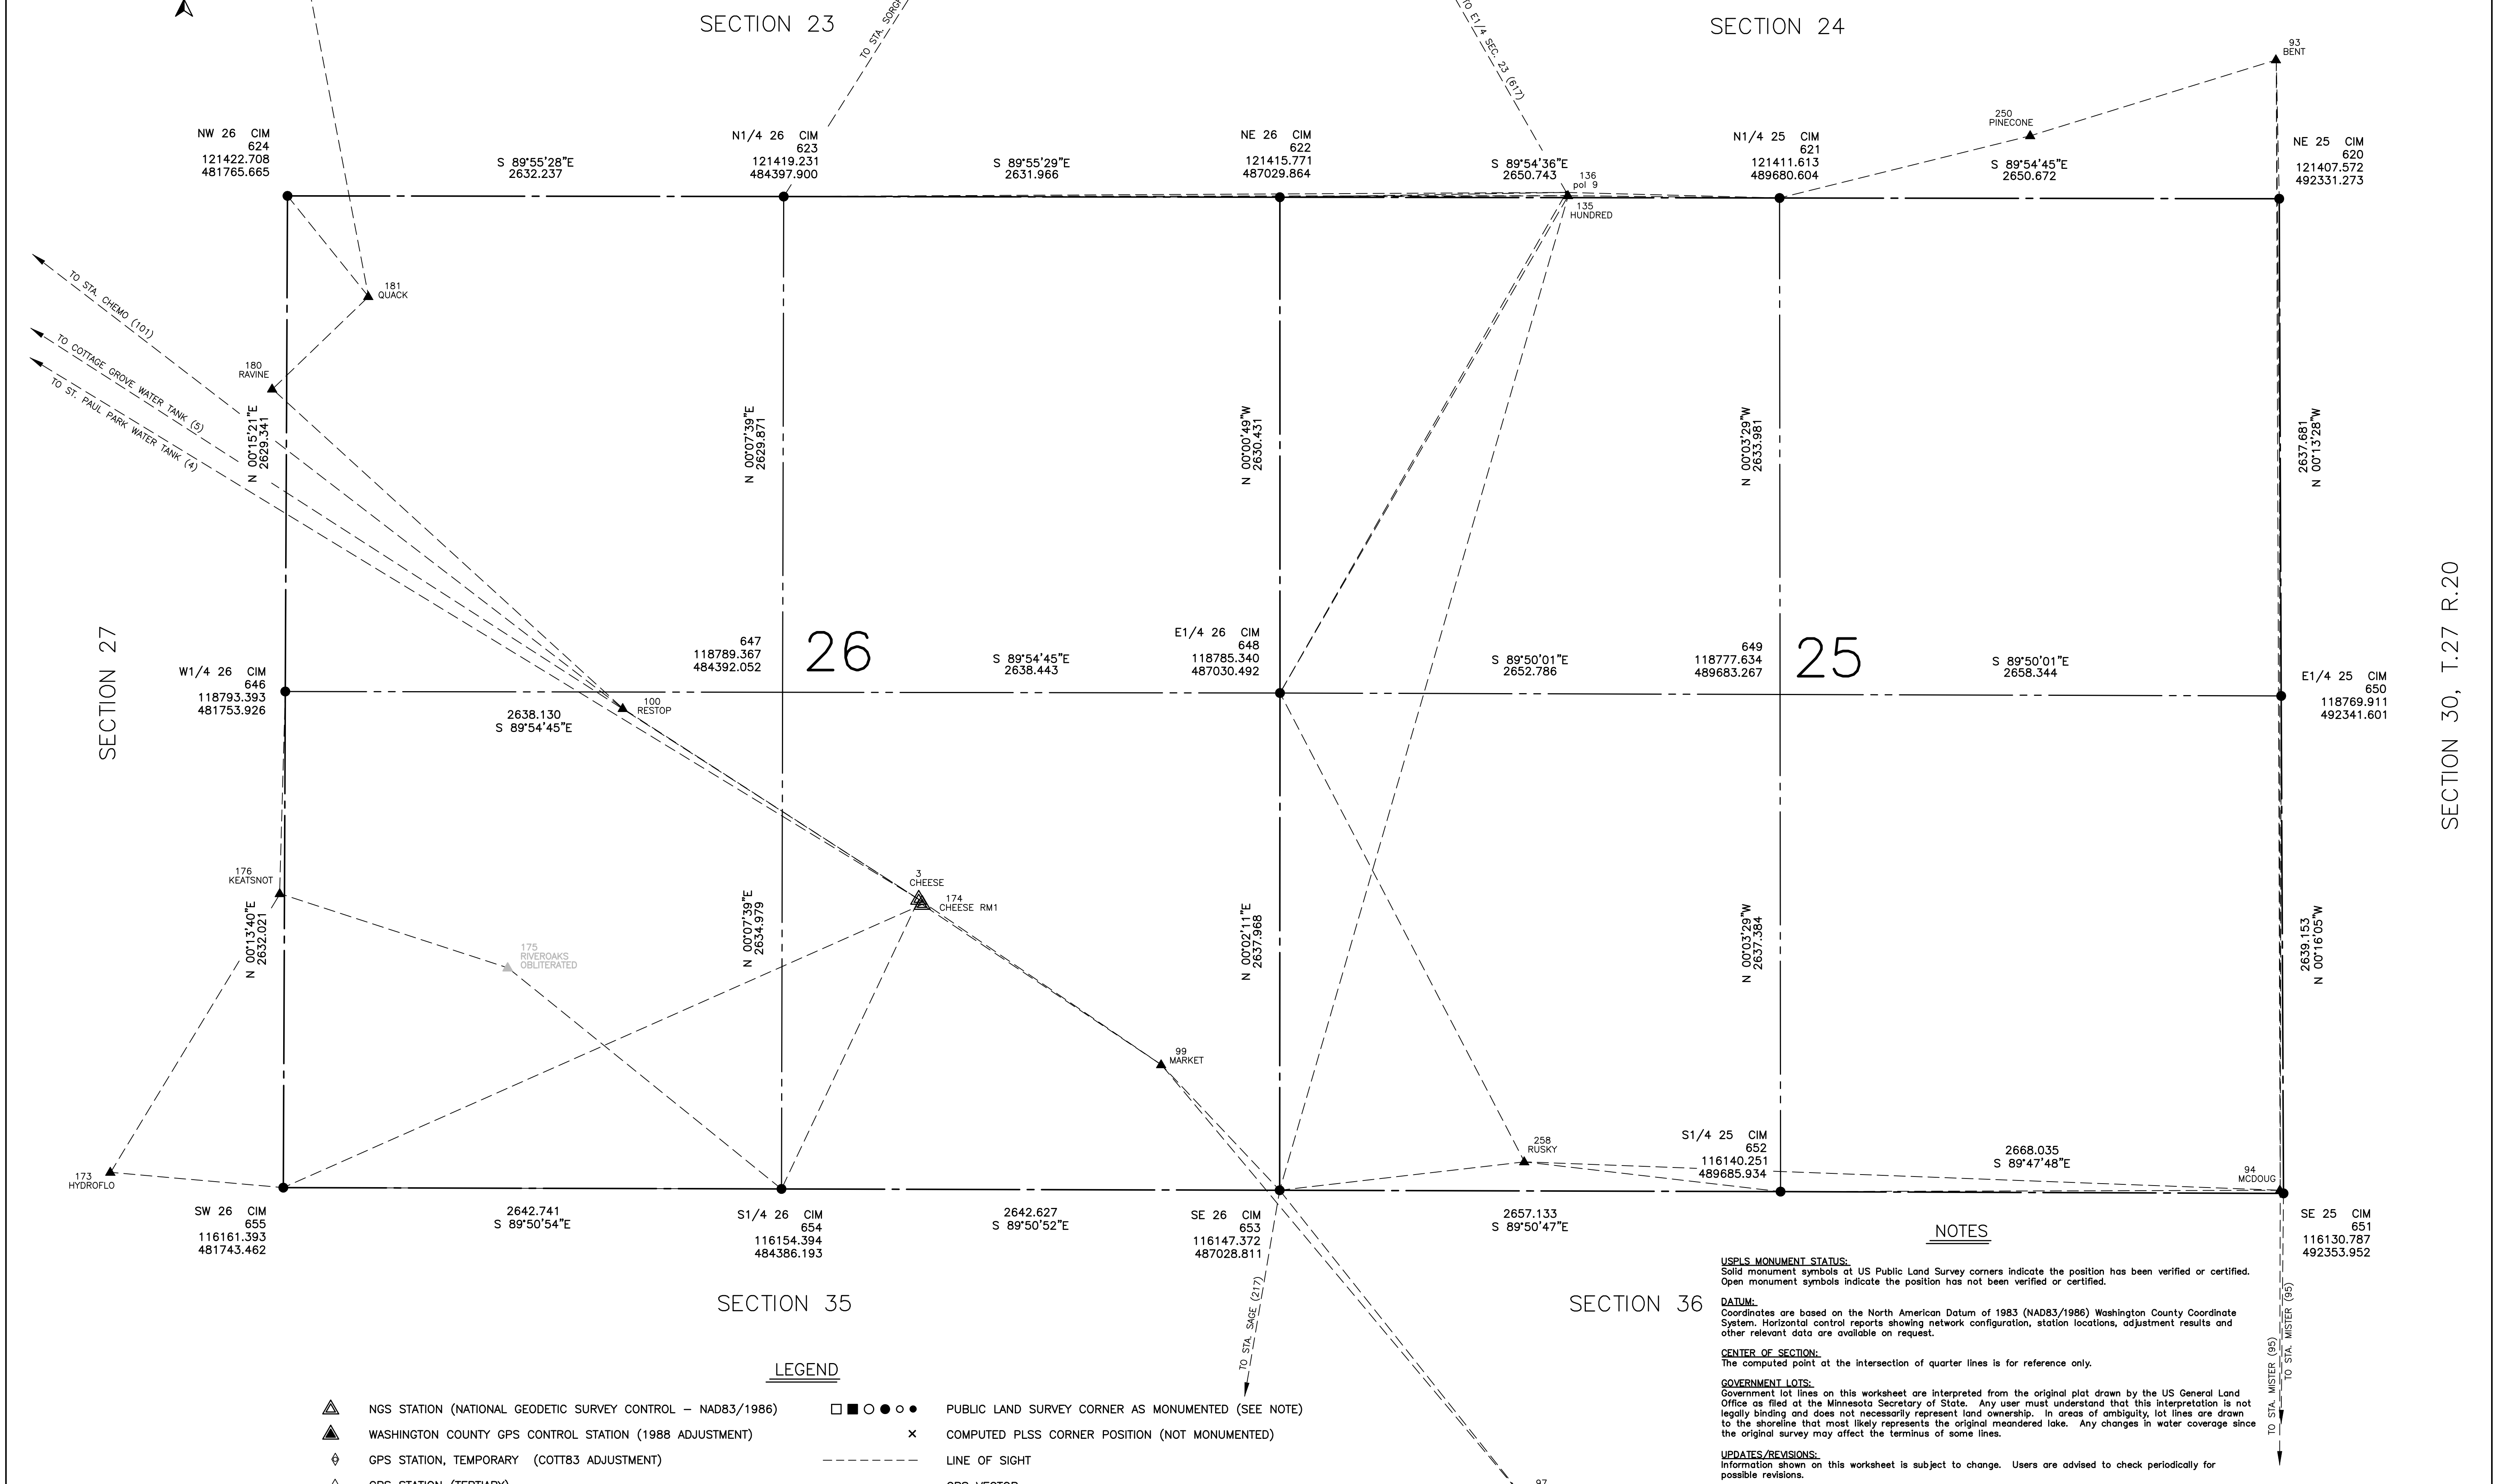 SECTION 23
SECTION 24
TO STA. SORGH
TO E1/4 SEC. 23 (617)
93
BENT
250
PINECONE
NW 26 CIM
624
121422.708
481765.665
S 89°55'28"E
2632.237
N1/4 26 CIM
623
121419.231
484397.900
S 89°55'29"E
2631.966
NE 26 CIM
622
121415.771
487029.864
S 89°54'36"E
2650.743
136
pol 9
135
HUNDRED
N1/4 25 CIM
621
121411.613
489680.604
S 89°54'45"E
2650.672
NE 25 CIM
620
121407.572
492331.273
181
QUACK
180
RAVINE
TO STA. CHEMO (101)
TO COTTAGE GROVE WATER TANK (5)
TO ST. PAUL PARK WATER TANK (4)
N 00°15'21"E
2629.341
N 00°07'39"E
2629.871
N 00°00'49"W
2630.431
N 00°03'29"W
2633.981
2637.681
N 00°13'28"W
SECTION 27
SECTION 30, T.27 R.20
W1/4 26 CIM
646
118793.393
481753.926
2638.130
S 89°54'45"E
100
RESTOP
647
118789.367
484392.052
26
S 89°54'45"E
2638.443
E1/4 26 CIM
648
118785.340
487030.492
S 89°50'01"E
2652.786
649
118777.634
489683.267
25
S 89°50'01"E
2658.344
E1/4 25 CIM
650
118769.911
492341.601
176
KEATSNOT
N 00°13'40"E
2632.021
175
RIVEROAKS
OBLITERATED
N 00°07'39"E
2634.979
3
CHEESE
174
CHEESE RM1
N 00°02'11"E
2637.968
N 00°03'29"W
2637.384
2639.153
N 00°16'05"W
99
MARKET
258
RUSKY
173
HYDROFLO
S1/4 25 CIM
652
116140.251
489685.934
2668.035
S 89°47'48"E
94
MCDOUG
SW 26 CIM
655
116161.393
481743.462
2642.741
S 89°50'54"E
S1/4 26 CIM
654
116154.394
484386.193
2642.627
S 89°50'52"E
SE 26 CIM
653
116147.372
487028.811
2657.133
S 89°50'47"E
SE 25 CIM
651
116130.787
492353.952
SECTION 35
SECTION 36
TO STA. SAGE (217)
TO STA. MISTER (95)
TO STA. MISTER (95)
97
NOTES
USPLS MONUMENT STATUS:
Solid monument symbols at US Public Land Survey corners indicate the position has been verified or certified.
Open monument symbols indicate the position has not been verified or certified.
DATUM:
Coordinates are based on the North American Datum of 1983 (NAD83/1986) Washington County Coordinate
System. Horizontal control reports showing network configuration, station locations, adjustment results and
other relevant data are available on request.
CENTER OF SECTION:
The computed point at the intersection of quarter lines is for reference only.
GOVERNMENT LOTS:
Government lot lines on this worksheet are interpreted from the original plat drawn by the US General Land
Office as filed at the Minnesota Secretary of State. Any user must understand that this interpretation is not
legally binding and does not necessarily represent land ownership. In areas of ambiguity, lot lines are drawn
to the shoreline that most likely represents the original meandered lake. Any changes in water coverage since
the original survey may affect the terminus of some lines.
UPDATES/REVISIONS:
Information shown on this worksheet is subject to change. Users are advised to check periodically for
possible revisions.
LEGEND
NGS STATION (NATIONAL GEODETIC SURVEY CONTROL - NAD83/1986)
WASHINGTON COUNTY GPS CONTROL STATION (1988 ADJUSTMENT)
GPS STATION, TEMPORARY (COTT83 ADJUSTMENT)
GPS STATION (TERTIARY)
PUBLIC LAND SURVEY CORNER AS MONUMENTED (SEE NOTE)
COMPUTED PLSS CORNER POSITION (NOT MONUMENTED)
LINE OF SIGHT
GPS VECTOR